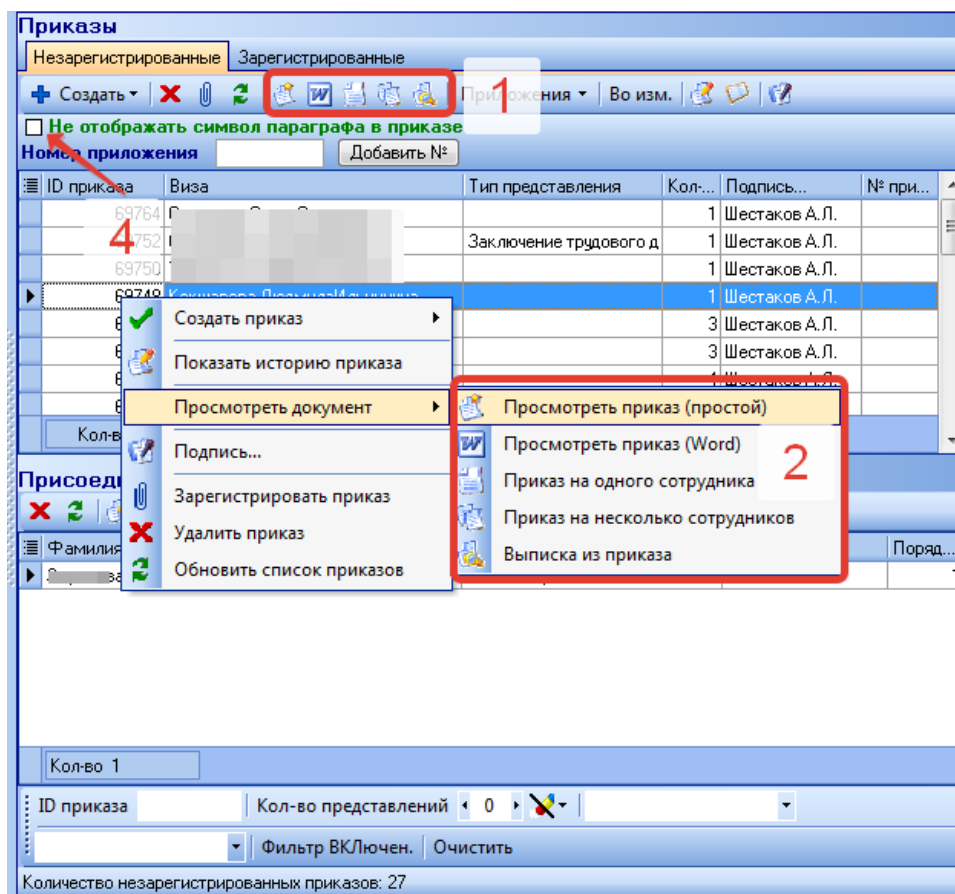 Приказы
Незарегистрированные Зарегистрированные
Создать Приложения Во изм.
1
Не отображать символ параграфа в приказе
Номер приложения Добавить №
ID приказа Виза Тип представления Кол-... Подпись... № при...
69764 1 Шестаков А.Л.
4 Заключение трудового д 1 Шестаков А.Л.
69750 1 Шестаков А.Л.
69748 1 Шестаков А.Л.
Создать приказ 3 Шестаков А.Л.
Показать историю приказа 3 Шестаков А.Л.
Просмотреть документ Просмотреть приказ (простой)
Подпись... Просмотреть приказ (Word)
2
Зарегистрировать приказ Приказ на одного сотрудника
Удалить приказ Приказ на несколько сотрудников
Обновить список приказов Выписка из приказа
Фамилия Поряд...
Кол-во 1
ID приказа Кол-во представлений 0
Фильтр ВКЛючен. Очистить
Количество незарегистрированных приказов: 27